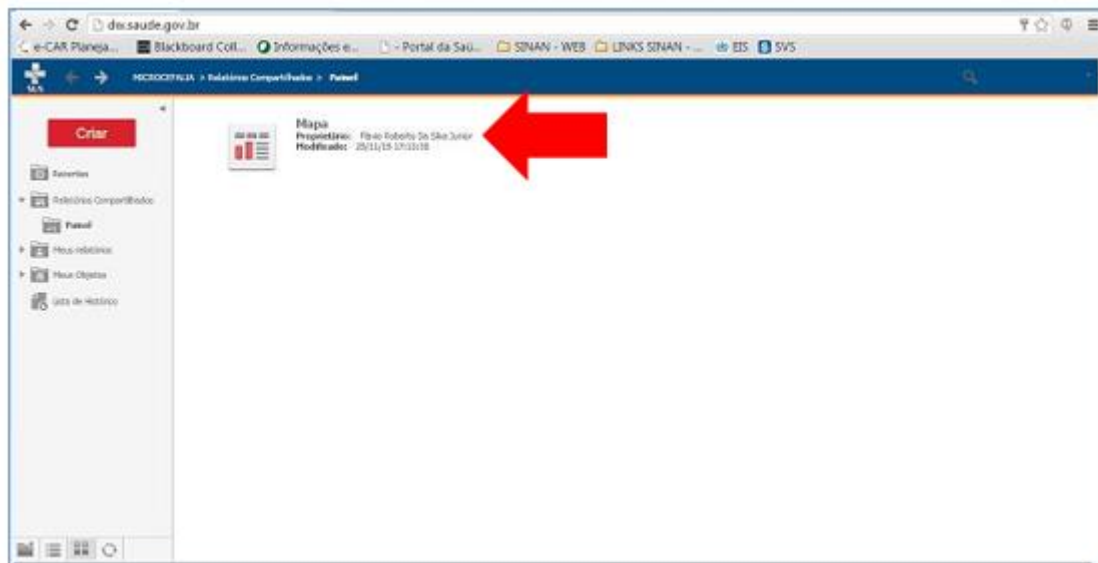 dw.saude.gov.br
e-CAR Planeja... Blackboard Coll... Informações e... - Portal da Saú... SINAN - WEB LINKS SINAN - ... EIS SVS
SUS MICROCEFALIA > Relatórios Compartilhados > Painel
Criar
Mapa
Proprietário: Flavio Roberto Da Silva Junior
Modificado:
Recentes
Relatórios Compartilhados
Painel
Meus relatórios
Meus Objetos
Lista de Histórico